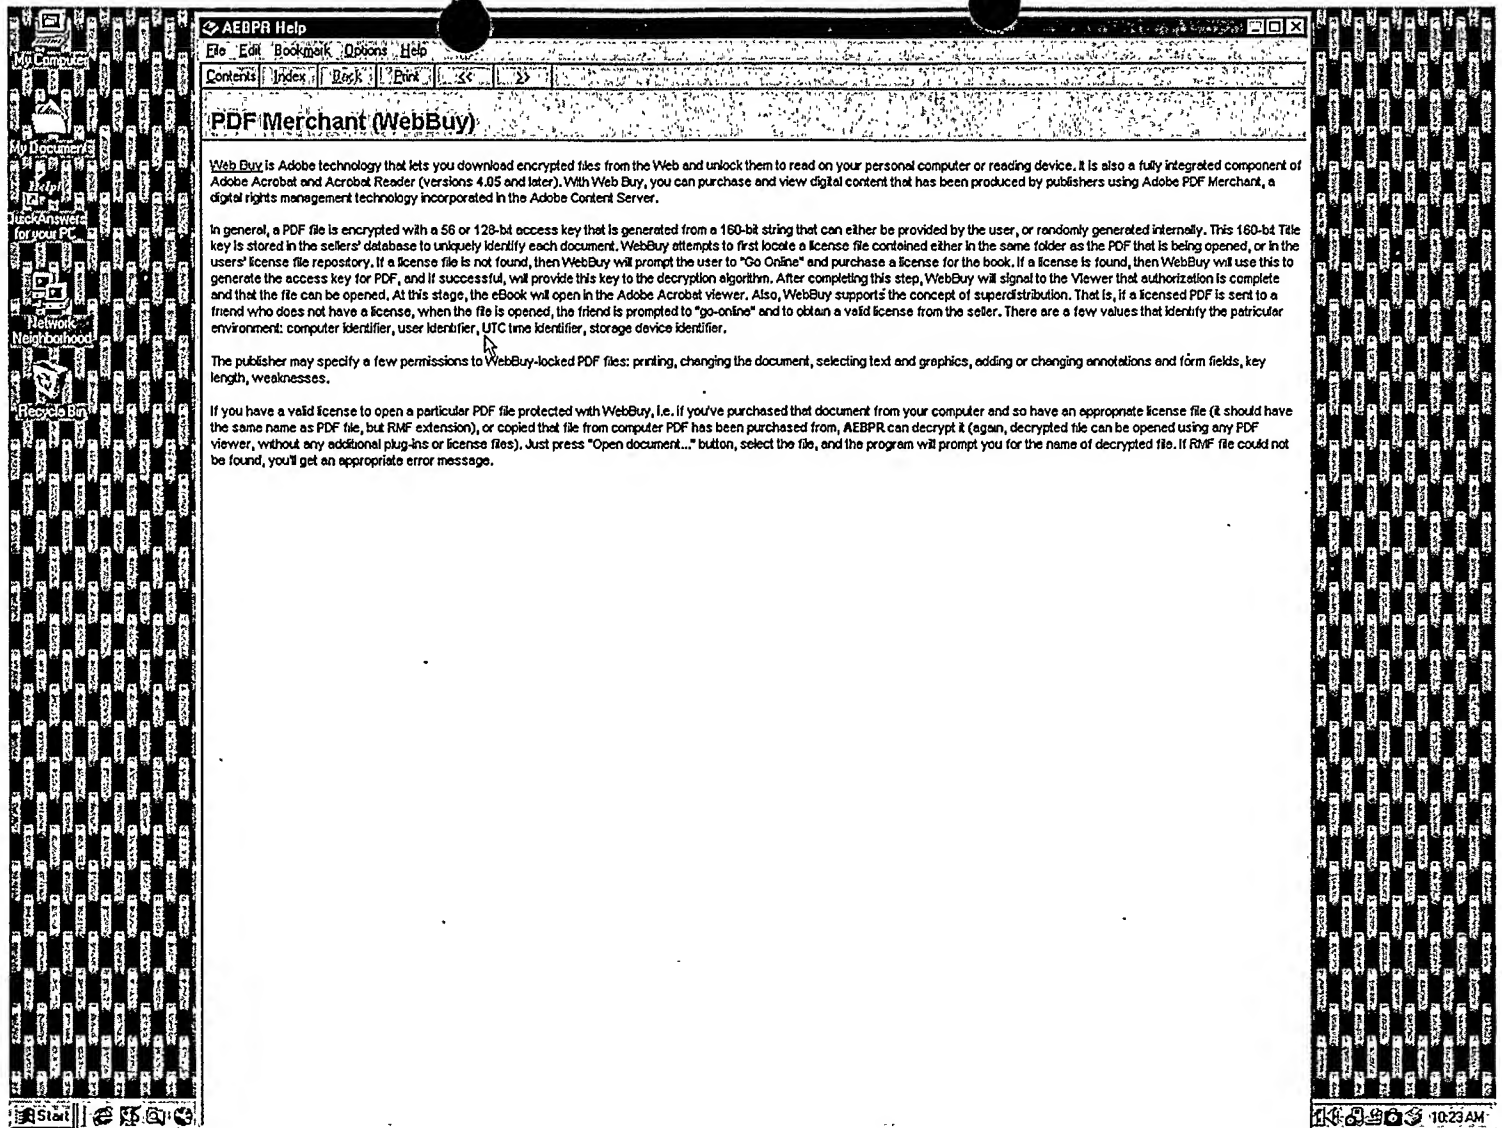 AEBPR Help
File Edit Bookmark Options Help
Contents Index Back Print << >>
PDF Merchant (WebBuy)
Web Buy is Adobe technology that lets you download encrypted files from the Web and unlock them to read on your personal computer or reading device. It is also a fully integrated component of
Adobe Acrobat and Acrobat Reader (versions 4.05 and later). With Web Buy, you can purchase and view digital content that has been produced by publishers using Adobe PDF Merchant, a
digital rights management technology incorporated in the Adobe Content Server.
In general, a PDF file is encrypted with a 56 or 128-bit access key that is generated from a 160-bit string that can either be provided by the user, or randomly generated internally. This 160-bit Title
key is stored in the sellers' database to uniquely identify each document. WebBuy attempts to first locate a license file contained either in the same folder as the PDF that is being opened, or in the
users' license file repository. If a license file is not found, then WebBuy will prompt the user to "Go Online" and purchase a license for the book. If a license is found, then WebBuy will use this to
generate the access key for PDF, and if successful, will provide this key to the decryption algorithm. After completing this step, WebBuy will signal to the Viewer that authorization is complete
and that the file can be opened. At this stage, the eBook will open in the Adobe Acrobat viewer. Also, WebBuy supports the concept of superdistribution. That is, if a licensed PDF is sent to a
friend who does not have a license, when the file is opened, the friend is prompted to "go-online" and to obtain a valid license from the seller. There are a few values that identify the patricular
environment: computer identifier, user identifier, UTC time identifier, storage device identifier.
The publisher may specify a few permissions to WebBuy-locked PDF files: printing, changing the document, selecting text and graphics, adding or changing annotations and form fields, key
length, weaknesses.
If you have a valid license to open a particular PDF file protected with WebBuy, i.e. if you've purchased that document from your computer and so have an appropriate license file (it should have
the same name as PDF file, but RMF extension), or copied that file from computer PDF has been purchased from, AEBPR can decrypt it (again, decrypted file can be opened using any PDF
viewer, without any additional plug-ins or license files). Just press "Open document..." button, select the file, and the program will prompt you for the name of decrypted file. If RMF file could not
be found, you'll get an appropriate error message.
My Computer
My Documents
Help!
QuickAnswers
for your PC
Network
Neighborhood
Recycle Bin
Start
10:23 AM